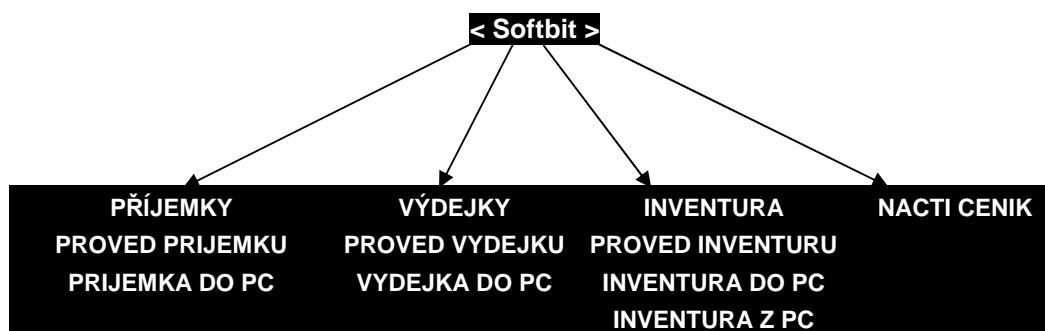 < Softbit >
PŘÍJEMKY VÝDEJKY INVENTURA NACTI CENIK
PROVED PRIJEMKU PROVED VYDEJKU PROVED INVENTURU
PRIJEMKA DO PC VYDEJKA DO PC INVENTURA DO PC
INVENTURA Z PC